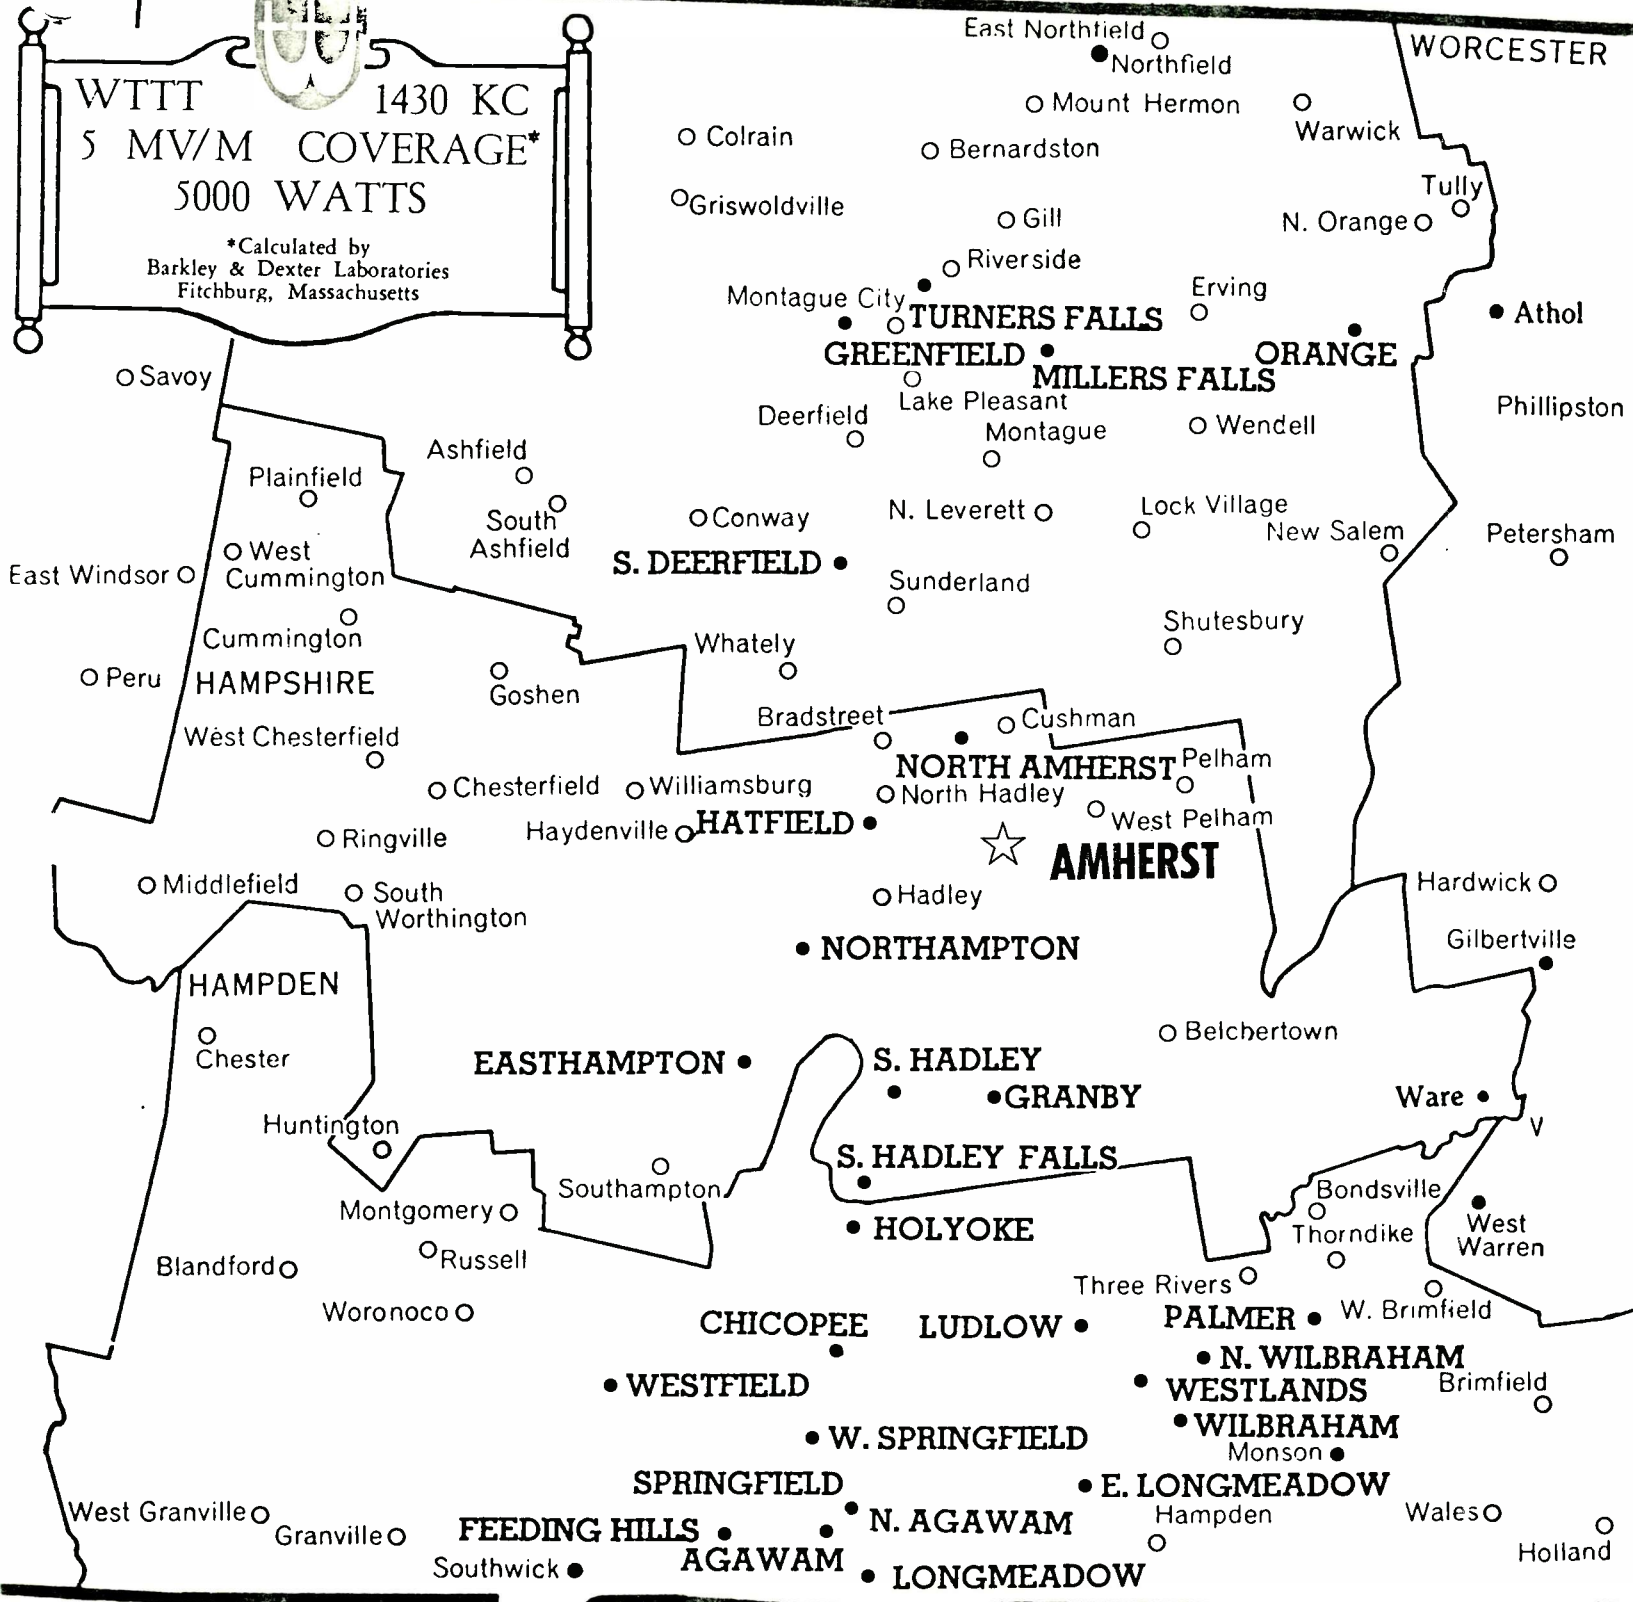 WTTT 1430 KC
5 MV/M COVERAGE*
5000 WATTS
*Calculated by
Barkley & Dexter Laboratories
Fitchburg, Massachusetts
East Northfield
Northfield
WORCESTER
Mount Hermon
Warwick
Colrain
Bernardston
Tully
Griswoldville
Gill
N. Orange
Riverside
Erving
Montague City
TURNERS FALLS
Athol
GREENFIELD
ORANGE
MILLERS FALLS
Savoy
Lake Pleasant
Phillipston
Deerfield
Montague
Wendell
Ashfield
Plainfield
South
Ashfield
Conway
N. Leverett
Lock Village
New Salem
Petersham
West
Cummington
East Windsor
S. DEERFIELD
Sunderland
Cummington
Shutesbury
Whately
Peru
HAMPSHIRE
Goshen
Bradstreet
Cushman
West Chesterfield
NORTH AMHERST
Pelham
Chesterfield
Williamsburg
North Hadley
West Pelham
Ringville
Haydenville
HATFIELD
AMHERST
Middlefield
South
Worthington
Hadley
Hardwick
NORTHAMPTON
Gilbertville
HAMPDEN
Chester
Belchertown
EASTHAMPTON
S. HADLEY
GRANBY
Ware
Huntington
V
S. HADLEY FALLS
Southampton
Bondsville
Montgomery
HOLYOKE
Thorndike
West
Warren
Russell
Blandford
Three Rivers
Woronoco
CHICOPEE
LUDLOW
PALMER
W. Brimfield
N. WILBRAHAM
WESTFIELD
WESTLANDS
Brimfield
WILBRAHAM
W. SPRINGFIELD
Monson
SPRINGFIELD
E. LONGMEADOW
West Granville
Granville
FEEDING HILLS
N. AGAWAM
Hampden
Wales
AGAWAM
Holland
Southwick
LONGMEADOW